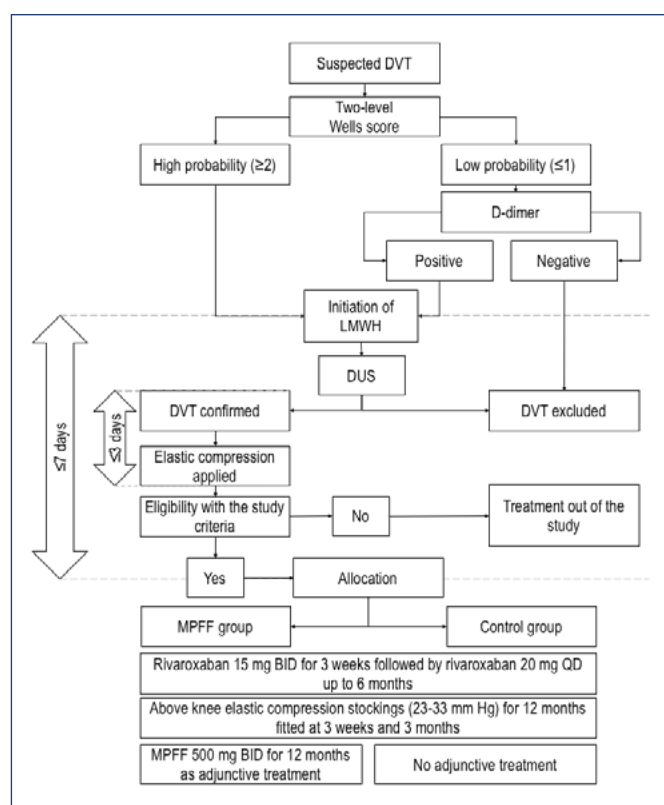 Suspected DVT
Two-level
Wells score
High probability (≥2)
Low probability (≤1)
D-dimer
Positive
Negative
Initiation of
LMWH
DUS
≤7 days
≤3 days
DVT confirmed
DVT excluded
Elastic compression
applied
Eligibility with the study
criteria
No
Treatment out of the
study
Yes
Allocation
MPFF group
Control group
Rivaroxaban 15 mg BID for 3 weeks followed by rivaroxaban 20 mg QD
up to 6 months
Above knee elastic compression stockings (23-33 mm Hg) for 12 months
fitted at 3 weeks and 3 months
MPFF 500 mg BID for 12 months
as adjunctive treatment
No adjunctive treatment